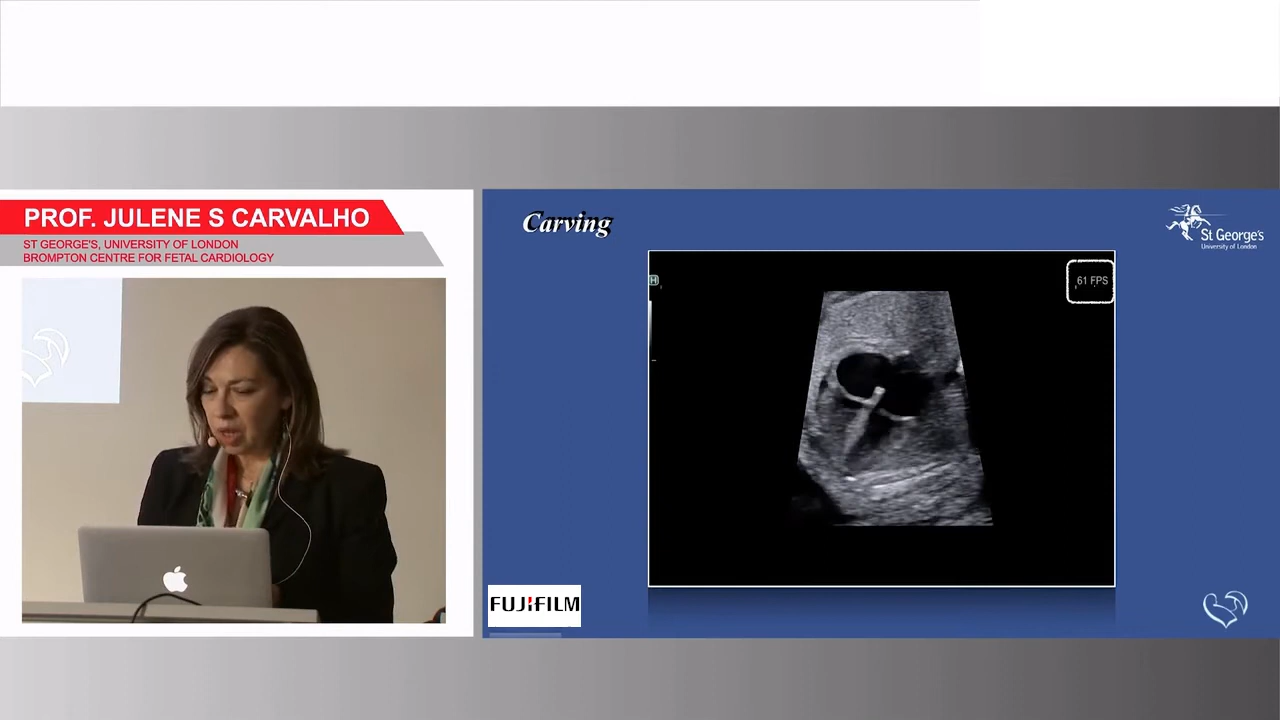 PROF. JULENE S CARVALHO
ST GEORGE'S, UNIVERSITY OF LONDON
BROMPTON CENTRE FOR FETAL CARDIOLOGY
Carving
St George's
University of London
H
61 FPS
FUJIFILM